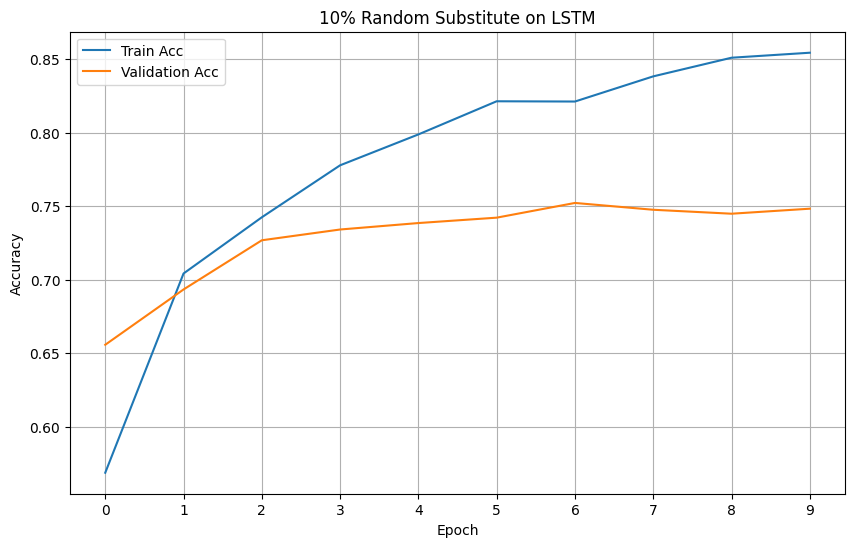 10% Random Substitute on LSTM
Train Acc
Validation Acc
Accuracy
0.85
0.80
0.75
0.70
0.65
0.60
0 1 2 3 4 5 6 7 8 9
Epoch